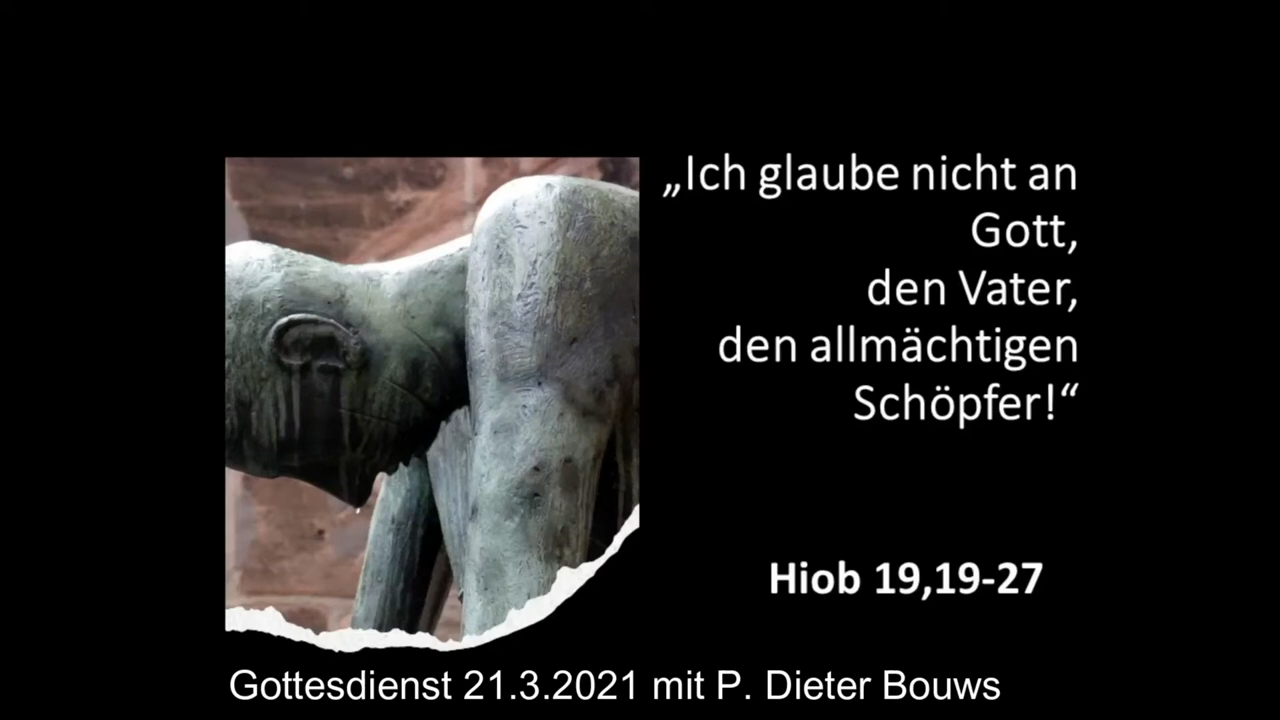 „Ich glaube nicht an
Gott,
den Vater,
den allmächtigen
Schöpfer!“
Hiob 19,19-27
Gottesdienst 21.3.2021 mit P. Dieter Bouws